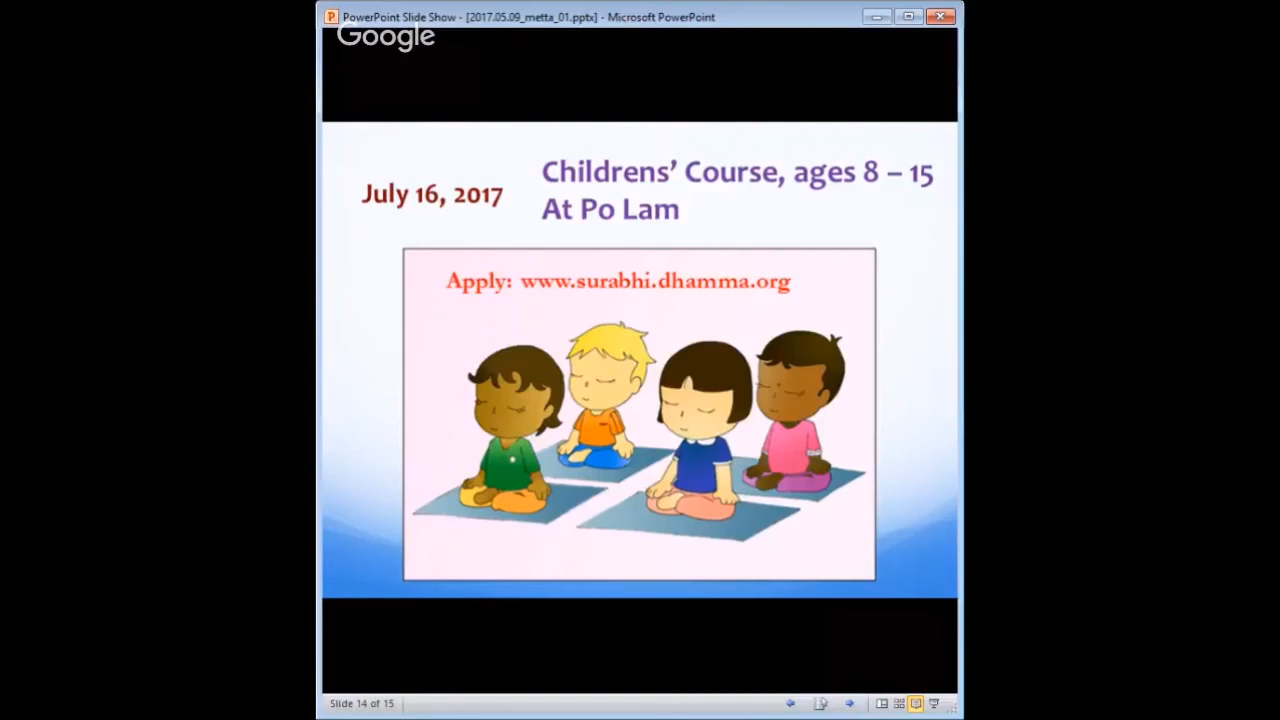 PowerPoint Slide Show - [2017.05.09_metta_01.pptx] - Microsoft PowerPoint
Google
July 16, 2017
Childrens’ Course, ages 8 – 15
At Po Lam
Apply: www.surabhi.dhamma.org
Slide 14 of 15